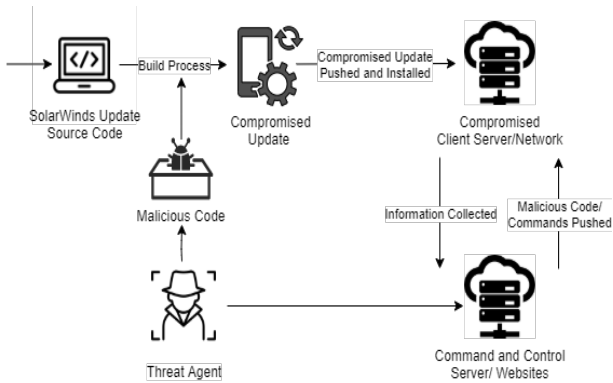 SolarWinds Update
Source Code
Build Process
Compromised
Update
Compromised Update
Pushed and Installed
Compromised
Client Server/Network
Malicious Code
Information Collected
Malicious Code/
Commands Pushed
Threat Agent
Command and Control
Server/ Websites